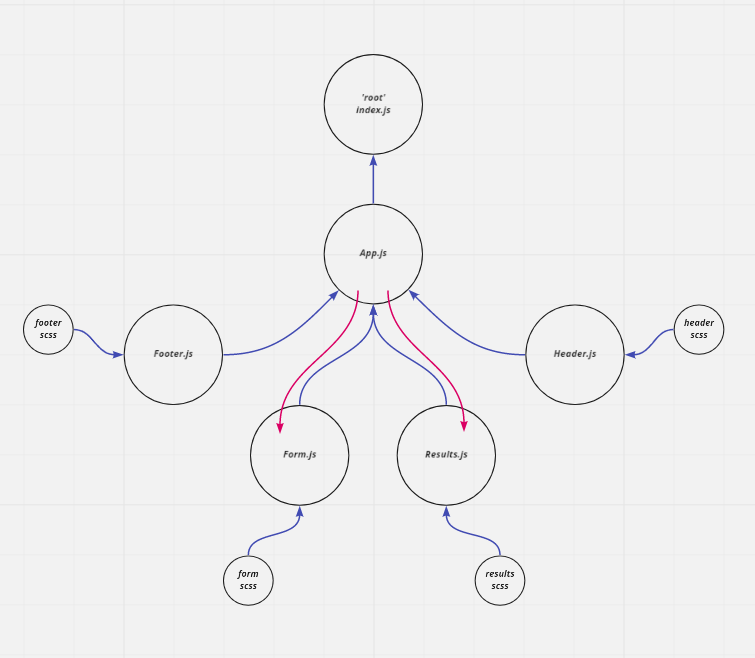 'root'
index.js
App.js
footer
scss
Footer.js
Header.js
header
scss
Form.js
Results.js
form
scss
results
scss